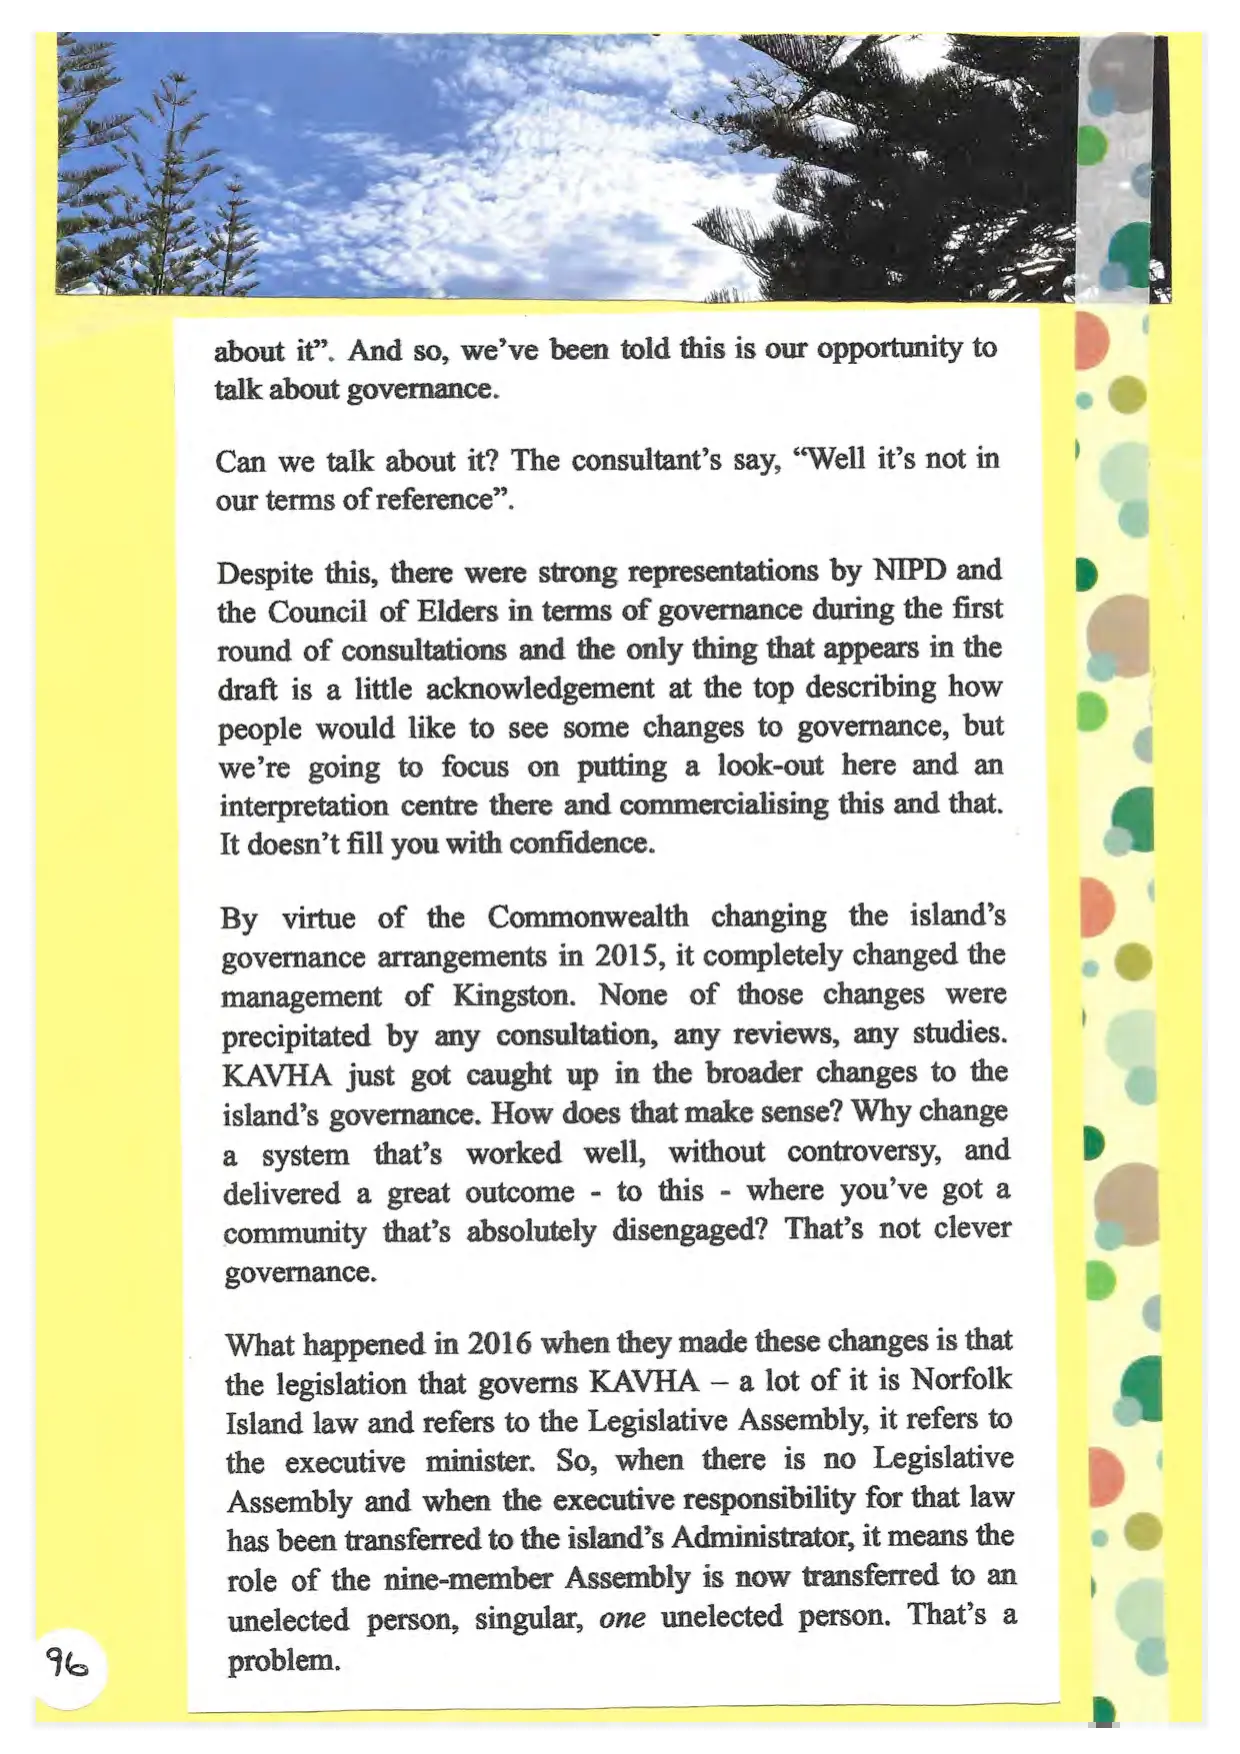 about it”. And so, we’ve been told this is our opportunity to
talk about governance.
Can we talk about it? The consultant’s say, “Well it’s not in
our terms of reference”.
Despite this, there were strong representations by NIPD and
the Council of Elders in terms of governance during the first
round of consultations and the only thing that appears in the
draft is a little acknowledgement at the top describing how
people would like to see some changes to governance, but
we’re going to focus on putting a look-out here and an
interpretation centre there and commercialising this and that.
It doesn’t fill you with confidence.
By virtue of the Commonwealth changing the island’s
governance arrangements in 2015, it completely changed the
management of Kingston. None of those changes were
precipitated by any consultation, any reviews, any studies.
KAVHA just got caught up in the broader changes to the
island’s governance. How does that make sense? Why change
a system that’s worked well, without controversy, and
delivered a great outcome - to this - where you’ve got a
community that’s absolutely disengaged? That’s not clever
governance.
What happened in 2016 when they made these changes is that
the legislation that governs KAVHA – a lot of it is Norfolk
Island law and refers to the Legislative Assembly, it refers to
the executive minister. So, when there is no Legislative
Assembly and when the executive responsibility for that law
has been transferred to the island’s Administrator, it means the
role of the nine-member Assembly is now transferred to an
unelected person, singular, one unelected person. That’s a
problem.
96